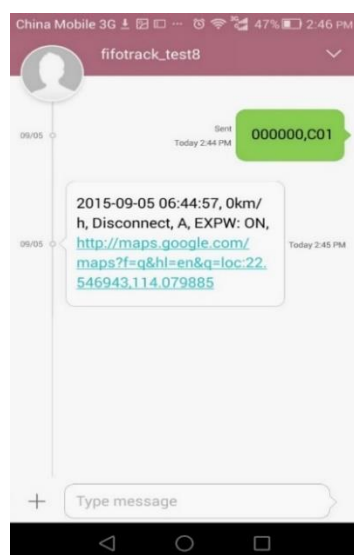 China Mobile 3G ... 3G 47% 2:46 PM
fifotrack_test8
09/05
Sent
Today 2:44 PM
000000,C01
2015-09-05 06:44:57, 0km/
h, Disconnect, A, EXPW: ON,
http://maps.google.com/
maps?f=q&hl=en&q=loc:22.
546943,114.079885
09/05
Today 2:45 PM
Type message